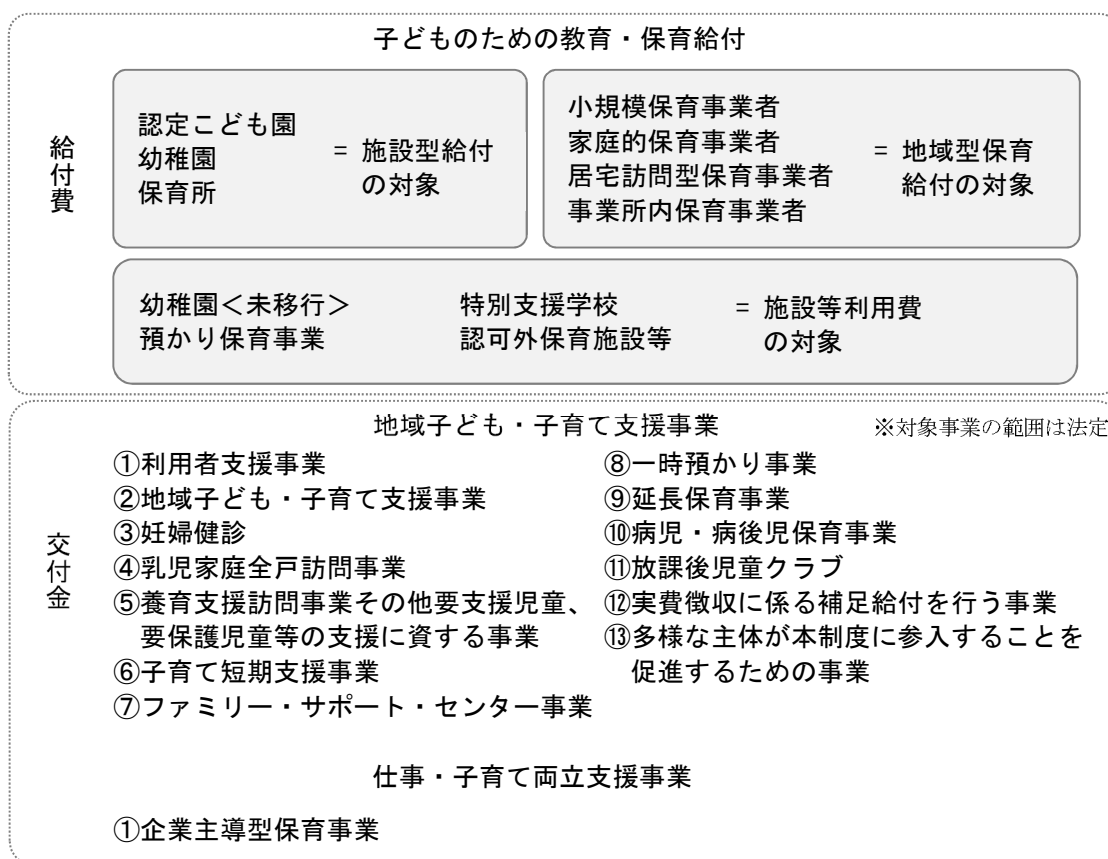 子どものための教育・保育給付
給付費
認定こども園
幼稚園
保育所
= 施設型給付
の対象
小規模保育事業者
家庭的保育事業者
居宅訪問型保育事業者
事業所内保育事業者
= 地域型保育
給付の対象
幼稚園＜未移行＞
預かり保育事業
特別支援学校
認可外保育施設等
= 施設等利用費
の対象
地域子ども・子育て支援事業
※対象事業の範囲は法定
交付金
①利用者支援事業
②地域子ども・子育て支援事業
③妊婦健診
④乳児家庭全戸訪問事業
⑤養育支援訪問事業その他要支援児童、
要保護児童等の支援に資する事業
⑥子育て短期支援事業
⑦ファミリー・サポート・センター事業
⑧一時預かり事業
⑨延長保育事業
⑩病児・病後児保育事業
⑪放課後児童クラブ
⑫実費徴収に係る補足給付を行う事業
⑬多様な主体が本制度に参入することを
促進するための事業
仕事・子育て両立支援事業
①企業主導型保育事業